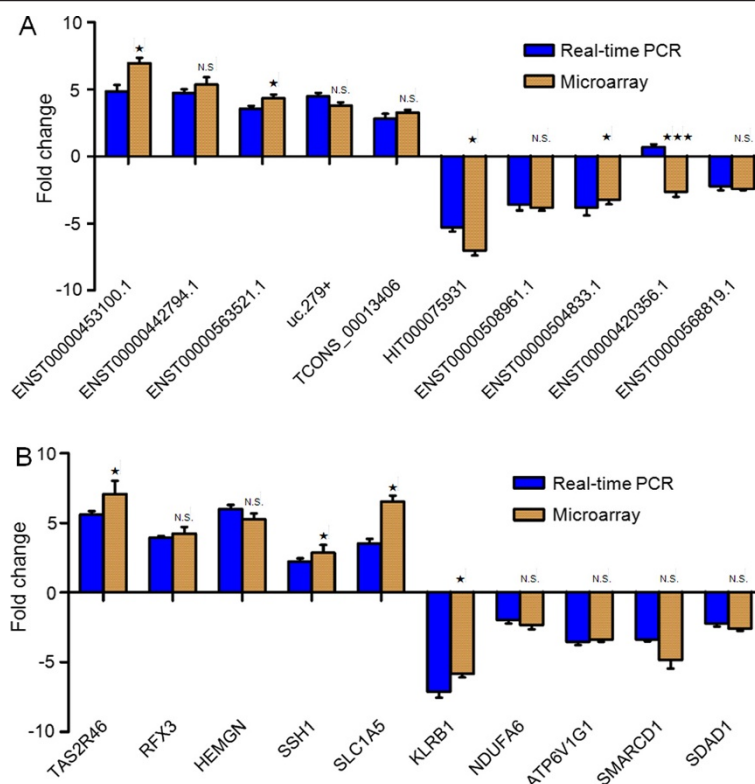 A
10
5
0
-5
-10
Fold change
Real-time PCR
Microarray
★
N.S
★
N.S.
N.S.
★
N.S.
★
★★★
N.S.
ENST00000453100.1
ENST00000442794.1
ENST00000563521.1
uc.279+
TCONS_00013406
HIT000075931
ENST00000508961.1
ENST00000504833.1
ENST00000420356.1
ENST00000568819.1
B
10
5
0
-5
-10
Fold change
Real-time PCR
Microarray
★
N.S.
N.S.
★
★
★
N.S.
N.S.
N.S.
N.S.
TAS2R46
RFX3
HEMGN
SSH1
SLC1A5
KLRB1
NDUFA6
ATP6V1G1
SMARCD1
SDAD1